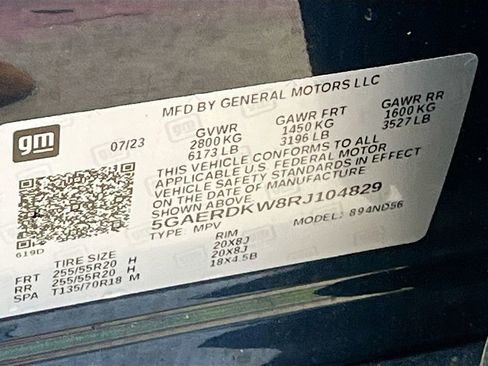 MFD BY GENERAL MOTORS LLC
gm
07/23
GVWR GAWR FRT GAWR RR
2800 KG 1450 KG 1600 KG
6173 LB 3196 LB 3527 LB
THIS VEHICLE CONFORMS TO ALL
APPLICABLE U.S. FEDERAL MOTOR
VEHICLE SAFETY STANDARDS IN EFFECT
ON THE DATE OF MANUFACTURE
SHOWN ABOVE
5GAERDKW8RJ104829
TYPE: MPV MODEL: 894ND56
619D
TIRE SIZE RIM
FRT 255/55R20 H 20X8J
RR 255/55R20 H 20X8J
SPA T135/70R18 M 18X4.5B